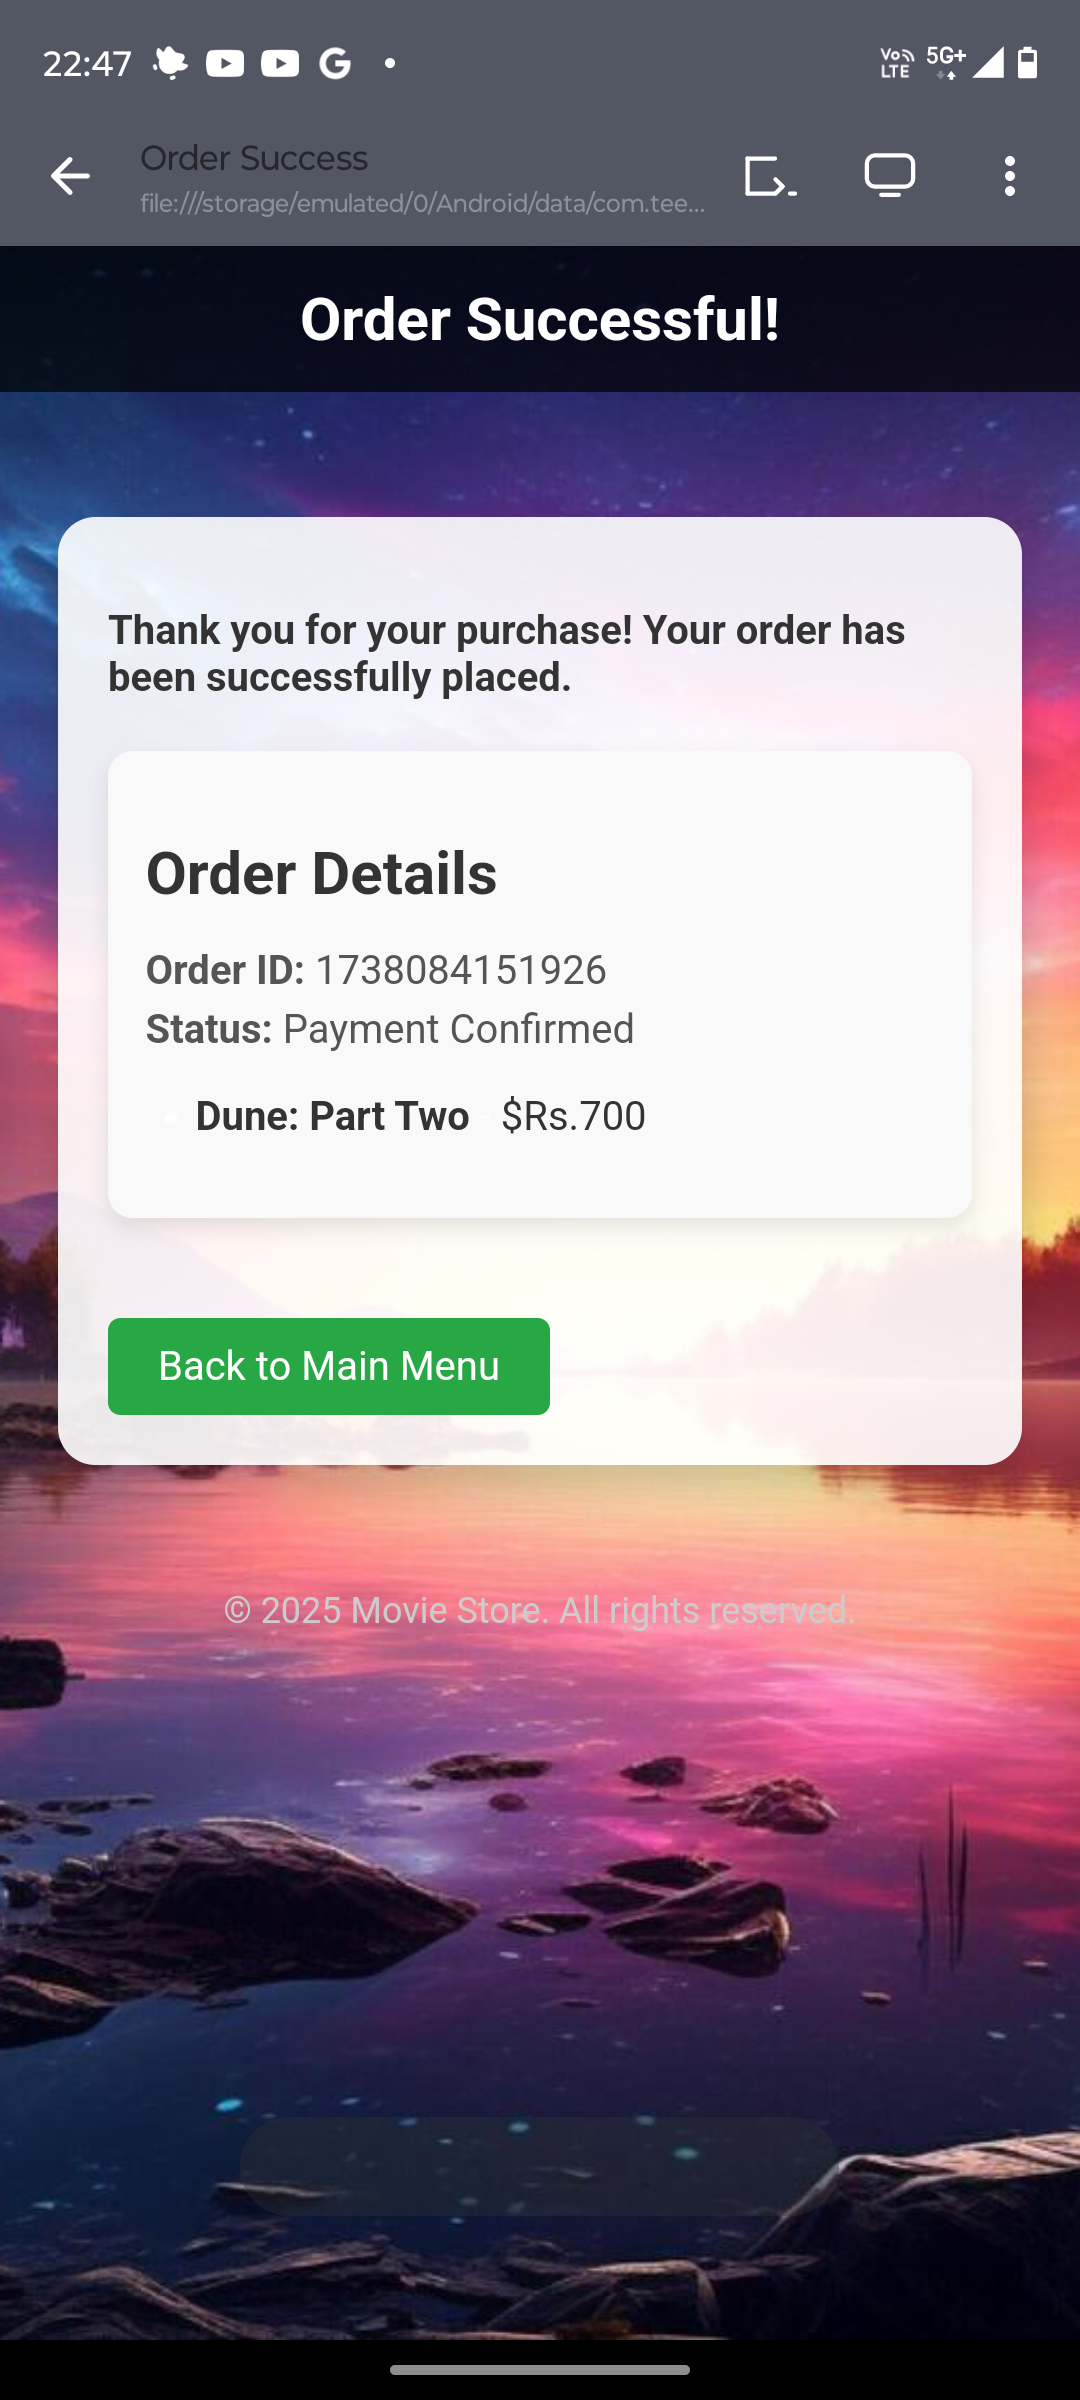 22:47
Vo LTE 5G+
Order Success
file:///storage/emulated/0/Android/data/com.tee...
Order Successful!
Thank you for your purchase! Your order has
been successfully placed.
Order Details
Order ID: 1738084151926
Status: Payment Confirmed
• Dune: Part Two - $Rs.700
Back to Main Menu
© 2025 Movie Store. All rights reserved.